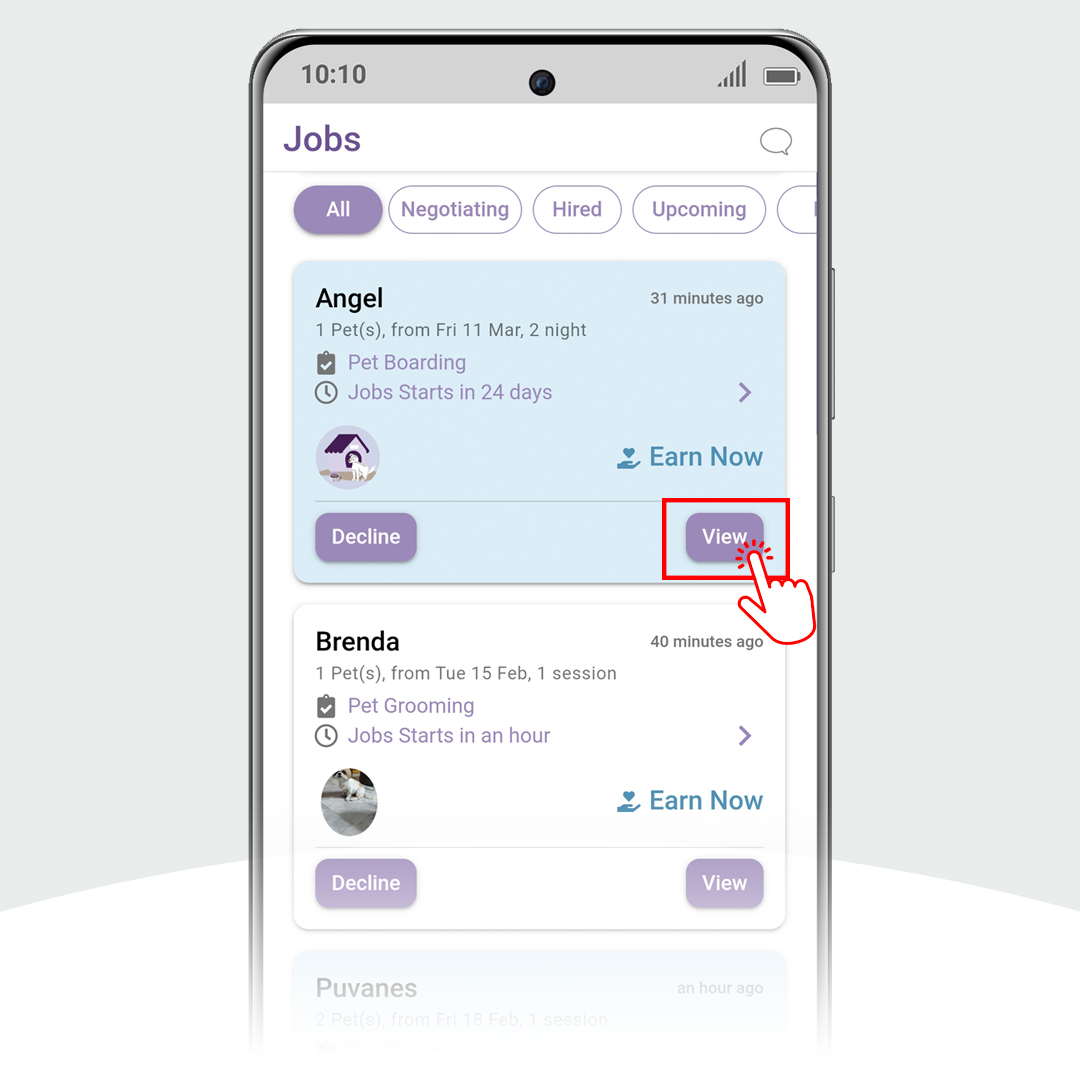 10:10
Jobs
All Negotiating Hired Upcoming
Angel 31 minutes ago
1 Pet(s), from Fri 11 Mar, 2 night
Pet Boarding
Jobs Starts in 24 days
Earn Now
Decline View
Brenda 40 minutes ago
1 Pet(s), from Tue 15 Feb, 1 session
Pet Grooming
Jobs Starts in an hour
Earn Now
Decline View
Puvanes an hour ago
2 Pet(s), from Fri 18 Feb, 1 session